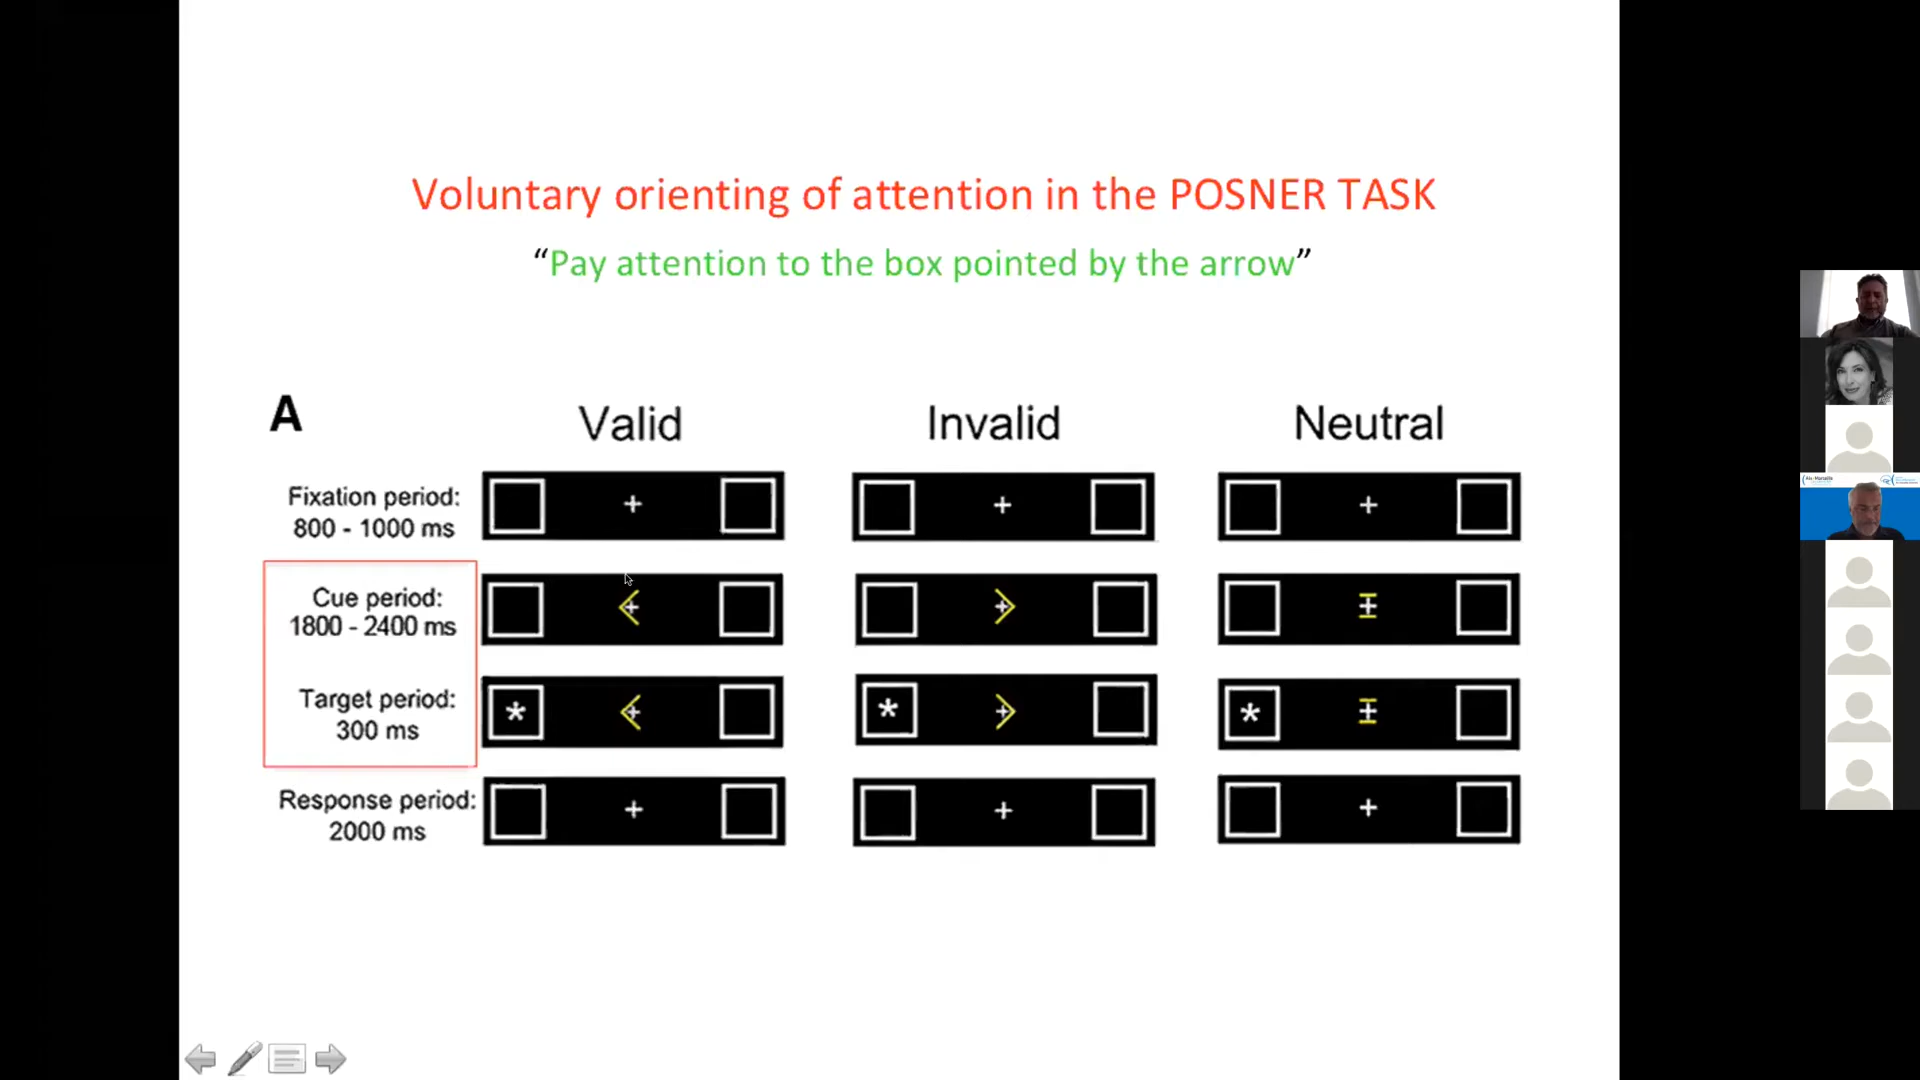 Voluntary orienting of attention in the POSNER TASK
“Pay attention to the box pointed by the arrow”
A
Valid
Invalid
Neutral
Fixation period:
800 - 1000 ms
Cue period:
1800 - 2400 ms
Target period:
300 ms
Response period:
2000 ms